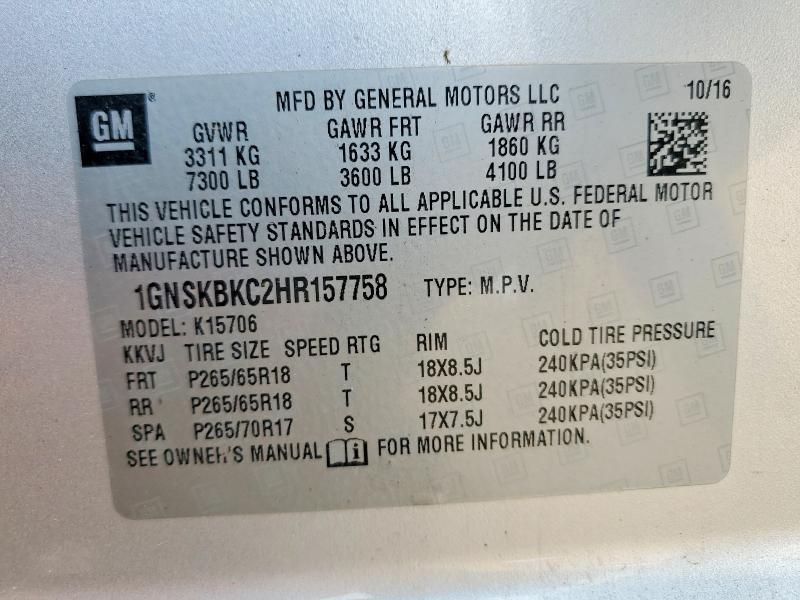 GM®
MFD BY GENERAL MOTORS LLC 10/16
GVWR GAWR FRT GAWR RR
3311 KG 1633 KG 1860 KG
7300 LB 3600 LB 4100 LB
THIS VEHICLE CONFORMS TO ALL APPLICABLE U.S. FEDERAL MOTOR
VEHICLE SAFETY STANDARDS IN EFFECT ON THE DATE OF
MANUFACTURE SHOWN ABOVE.
1GNSKBKC2HR157758 TYPE: M.P.V.
MODEL: K15706
KKVJ TIRE SIZE SPEED RTG RIM COLD TIRE PRESSURE
FRT P265/65R18 T 18X8.5J 240KPA(35PSI)
RR P265/65R18 T 18X8.5J 240KPA(35PSI)
SPA P265/70R17 S 17X7.5J 240KPA(35PSI)
SEE OWNER'S MANUAL i FOR MORE INFORMATION.